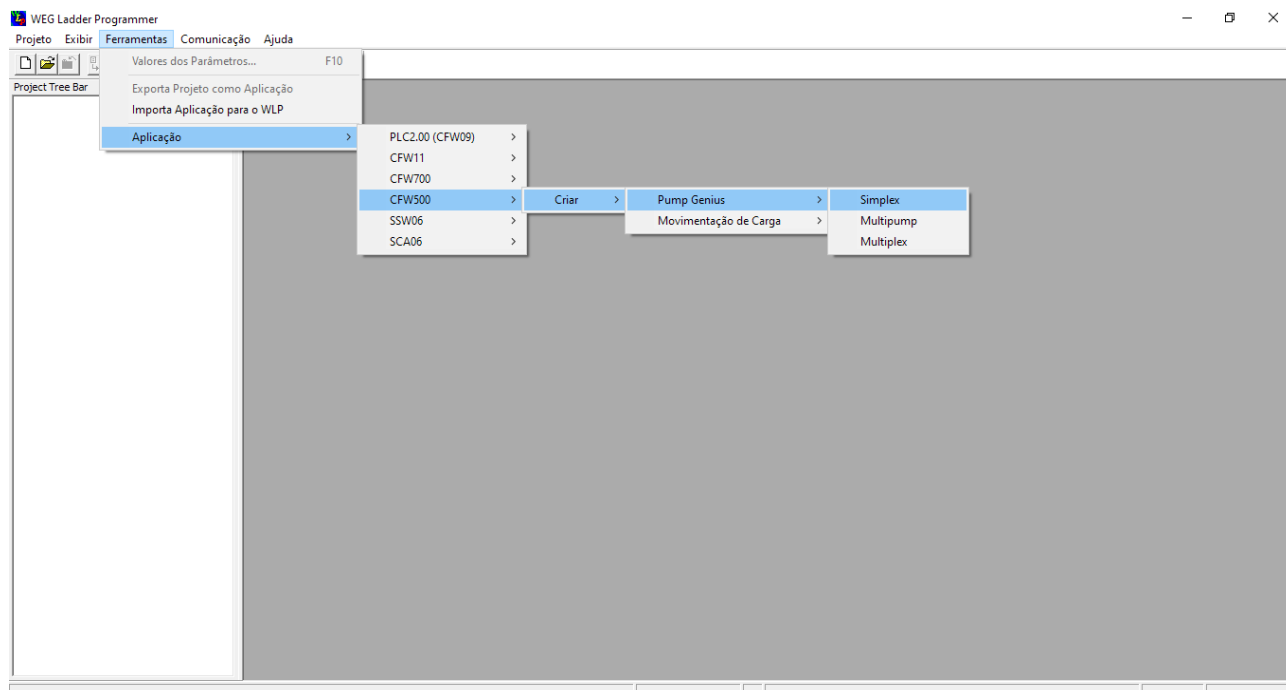 WEG Ladder Programmer
Projeto Exibir Ferramentas Comunicação Ajuda
Valores dos Parâmetros... F10
Project Tree Bar
Exporta Projeto como Aplicação
Importa Aplicação para o WLP
Aplicação
PLC2.00 (CFW09)
CFW11
CFW700
CFW500 Criar Pump Genius Simplex
SSW06 Movimentação de Carga Multipump
SCA06 Multiplex